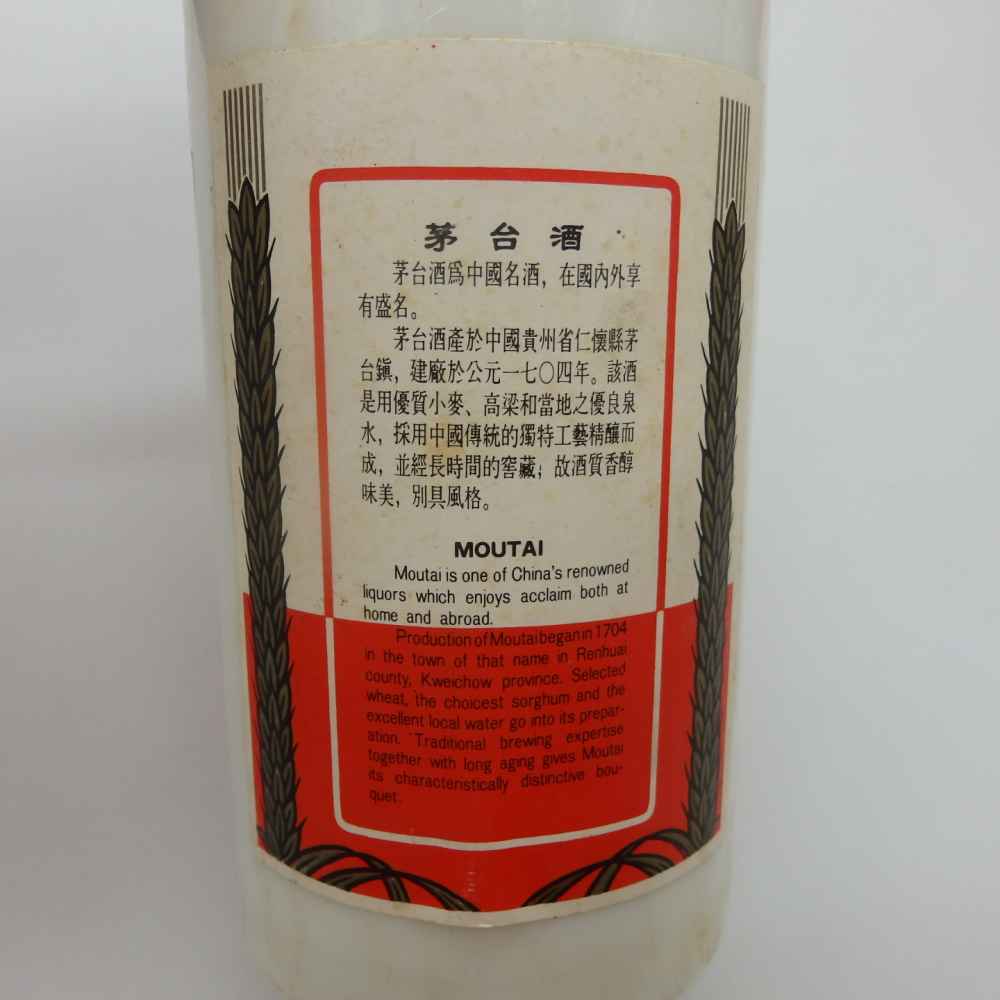 茅台酒
茅台酒爲中國名酒，在國內外享
有盛名。
茅台酒產於中國貴州省仁懷縣茅
台鎮，建廠於公元一七〇四年。該酒
是用優質小麥、高梁和當地之優良泉
水，採用中國傳統的獨特工藝精釀而
成，並經長時間的窖藏；故酒質香醇
味美，別具風格。
MOUTAI
Moutai is one of China's renowned
liquors which enjoys acclaim both at
home and abroad.
Production of Moutai began in 1704
in the town of that name in Renhuai
county, Kweichow province. Selected
wheat, the choicest sorghum and the
excellent local water go into its prepar-
ation. Traditional brewing expertise
together with long aging gives Moutai
its characteristically distinctive bou-
quet.